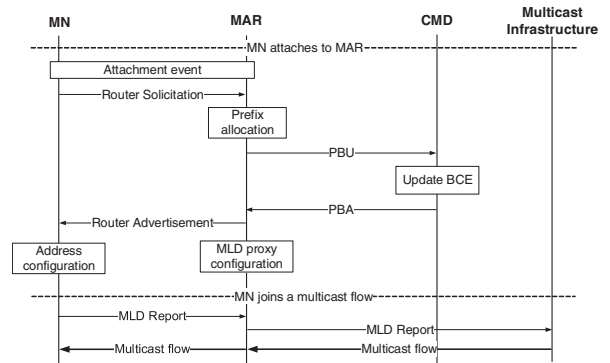 MN
MAR
CMD
Multicast
Infrastructure
MN attaches to MAR
Attachment event
Router Solicitation
Prefix
allocation
PBU
Update BCE
PBA
Router Advertisement
Address
configuration
MLD proxy
configuration
MN joins a multicast flow
MLD Report
MLD Report
Multicast flow
Multicast flow